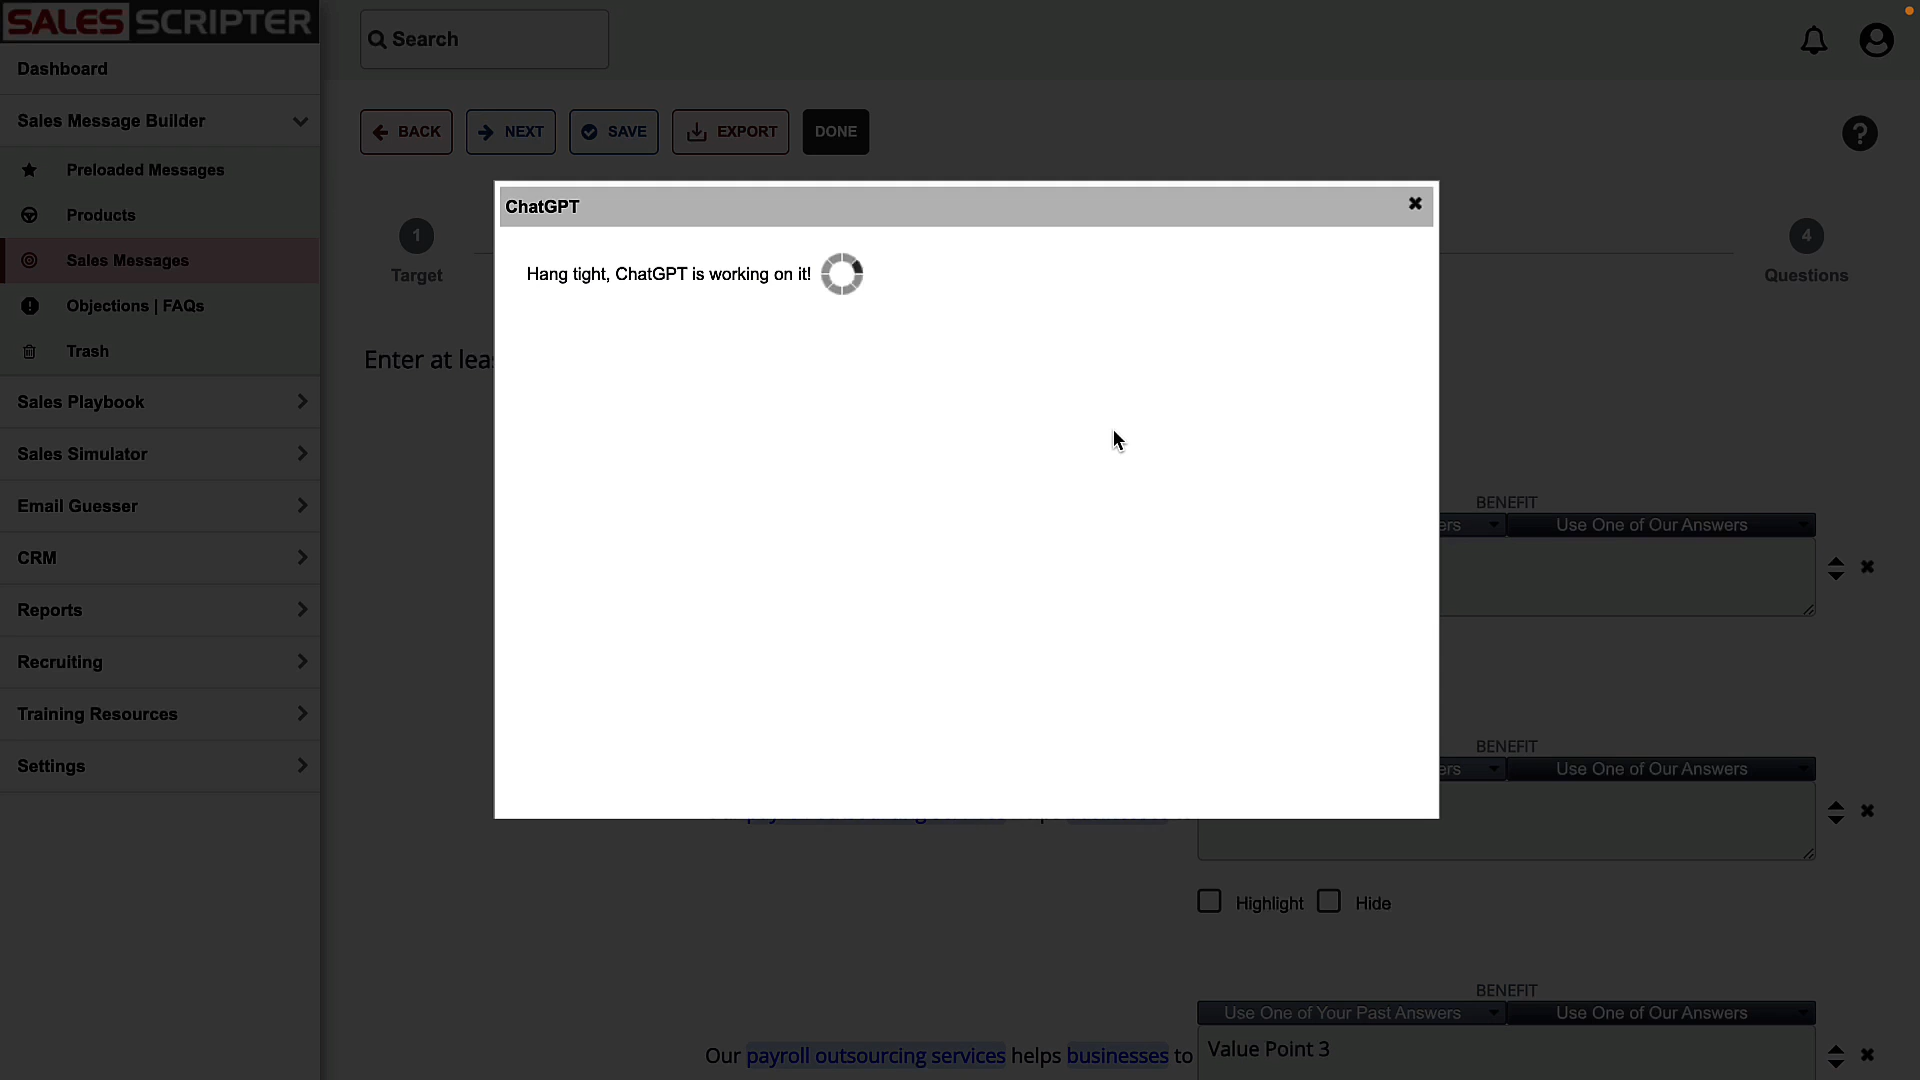 SALES SCRIPTER
Search
Dashboard
Sales Message Builder
Preloaded Messages
Products
Sales Messages
Objections | FAQs
Trash
Sales Playbook
Sales Simulator
Email Guesser
CRM
Reports
Recruiting
Training Resources
Settings
BACK
NEXT
SAVE
EXPORT
DONE
?
1
Target
4
Questions
ChatGPT
Hang tight, ChatGPT is working on it!
Enter at
BENEFIT
Use One of Our Answers
BENEFIT
Use One of Our Answers
Highlight
Hide
BENEFIT
Use One of Your Past Answers
Use One of Our Answers
Our payroll outsourcing services helps businesses to
Value Point 3